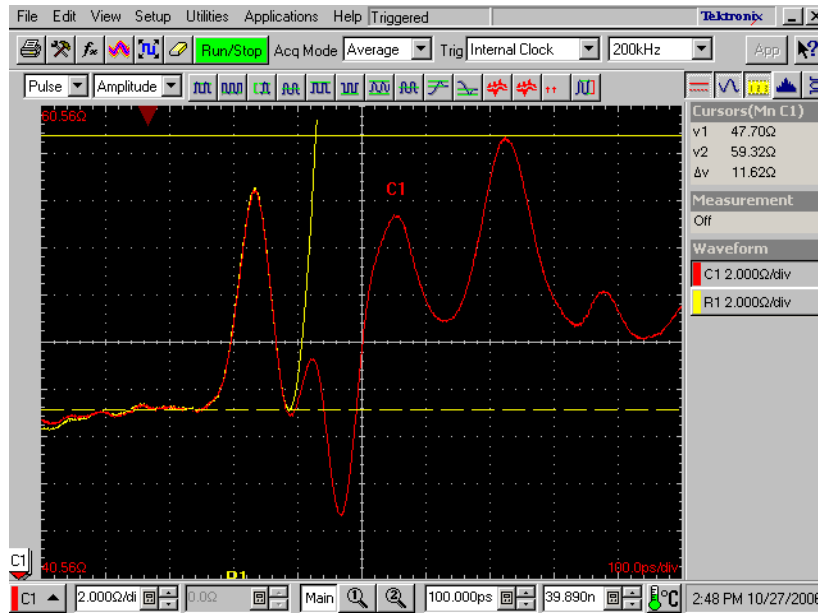 File Edit View Setup Utilities Applications Help Triggered Tektronix
Run/Stop Acq Mode Average Trig Internal Clock 200kHz App
Pulse Amplitude
60.56Ω
C1
Cursors(Mn C1)
v1 47.70Ω
v2 59.32Ω
Δv 11.62Ω
Measurement
Off
Waveform
C1 2.000Ω/div
R1 2.000Ω/div
C1
40.56Ω
R1
100.0ps/div
C1 2.000Ω/di 0.0Ω Main 100.000ps 39.890n °C 2:48 PM 10/27/2006